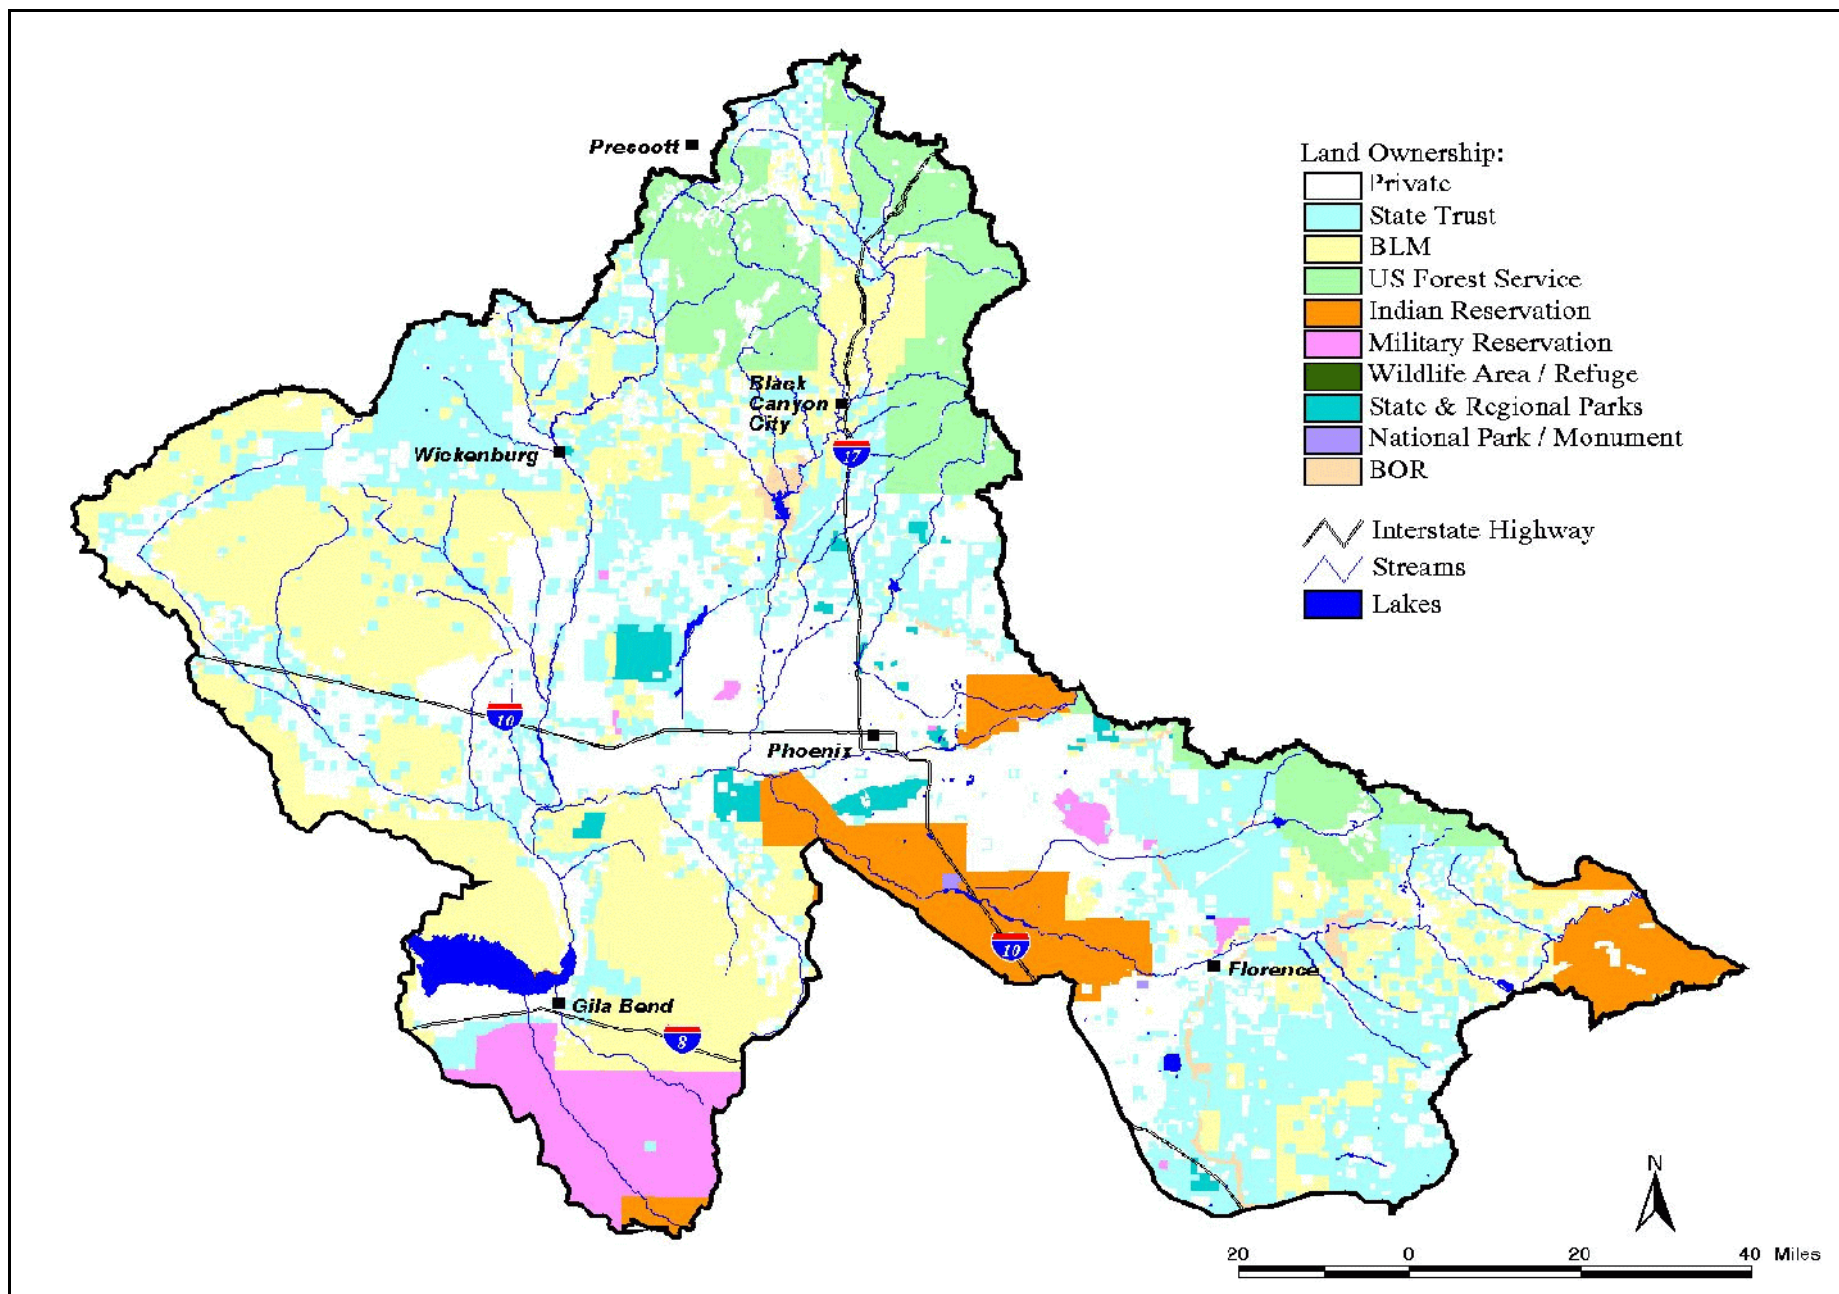 Prescott
Land Ownership:
Private
State Trust
BLM
US Forest Service
Indian Reservation
Military Reservation
Wildlife Area / Refuge
State & Regional Parks
National Park / Monument
BOR
Interstate Highway
Streams
Lakes
Black
Canyon
City
Wickenburg
17
10
Phoenix
10
Florence
Gila Bend
8
N
20 0 20 40 Miles